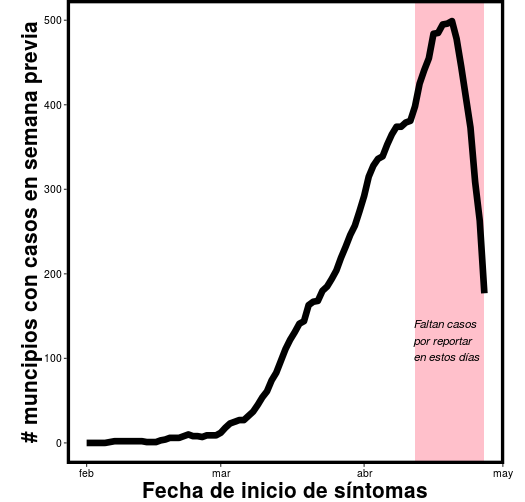 # muncipios con casos en semana previa
500
400
300
200
100
0
Faltan casos
por reportar
en estos días
feb mar abr may
Fecha de inicio de síntomas